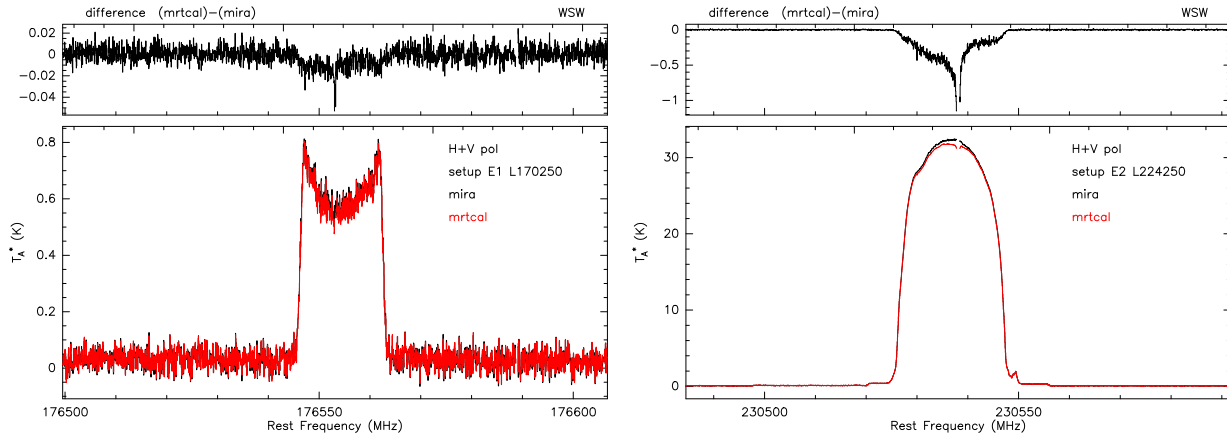 difference (mrtcal)-(mira) WSW
0.02
0
-0.02
-0.04
0.8
0.6
0.4
0.2
0
T_A* (K)
H+V pol
setup E1 L170250
mira
mrtcal
176500 176550 176600
Rest Frequency (MHz)
difference (mrtcal)-(mira) WSW
0
-0.5
-1
30
20
10
0
T_A* (K)
H+V pol
setup E2 L224250
mira
mrtcal
230500 230550
Rest Frequency (MHz)